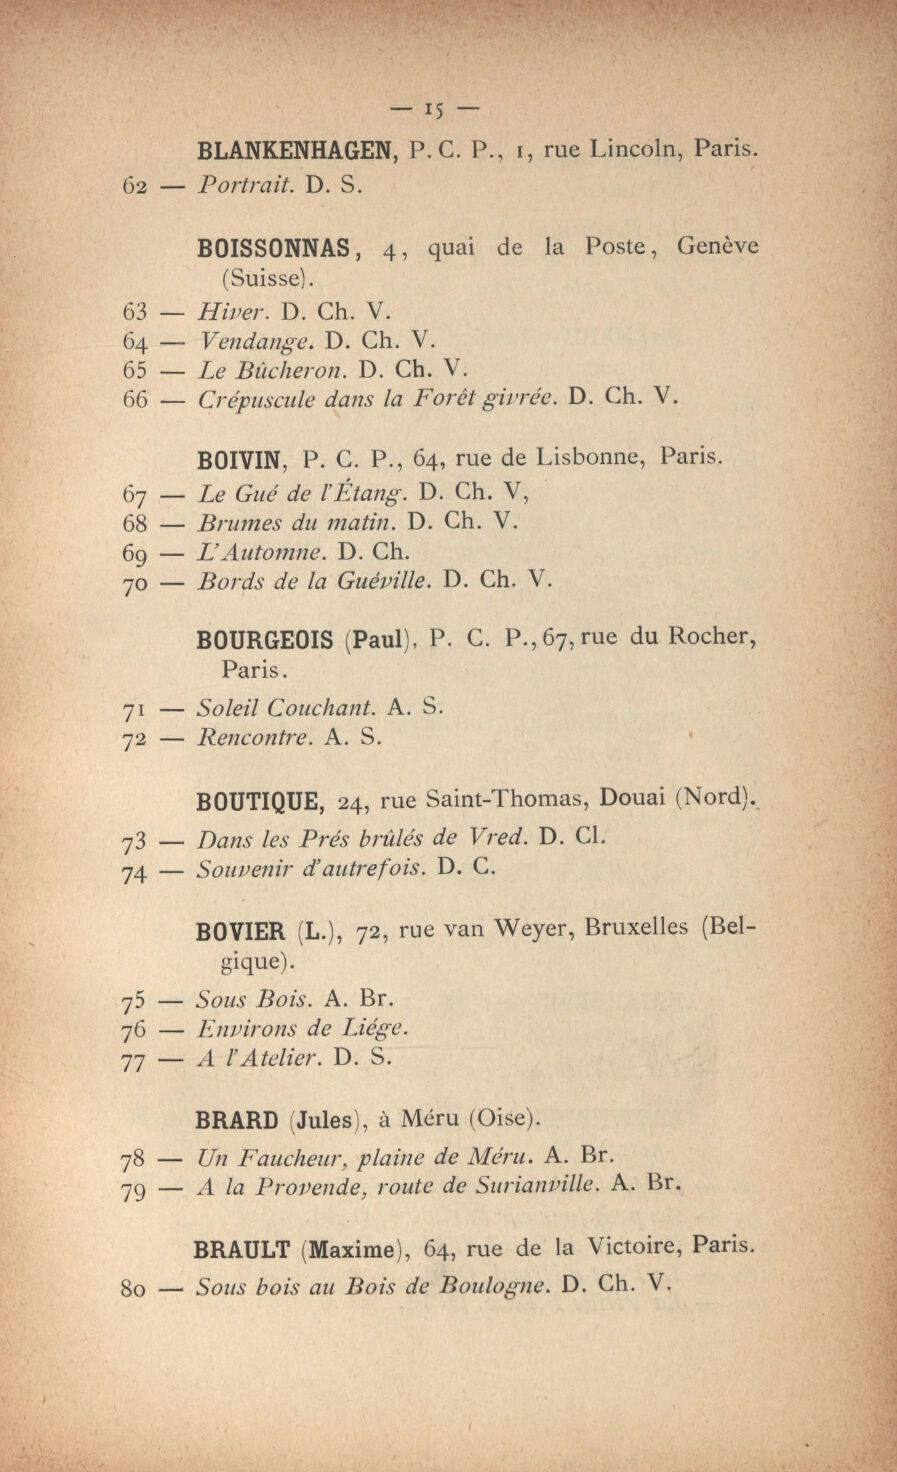 — 15 —
BLANKENHAGEN, P. C. P., 1, rue Lincoln, Paris.
62 — Portrait. D. S.
BOISSONNAS, 4, quai de la Poste, Genève
(Suisse).
63 — Hiver. D. Ch. V.
64 — Vendange. D. Ch. V.
65 — Le Bûcheron. D. Ch. V.
66 — Crépuscule dans la Forêt givrée. D. Ch. V.
BOIVIN, P. C. P., 64, rue de Lisbonne, Paris.
67 — Le Gué de l'Étang. D. Ch. V,
68 — Brumes du matin. D. Ch. V.
69 — L'Automne. D. Ch.
70 — Bords de la Guéville. D. Ch. V.
BOURGEOIS (Paul), P. C. P., 67, rue du Rocher,
Paris.
71 — Soleil Couchant. A. S.
72 — Rencontre. A. S.
BOUTIQUE, 24, rue Saint-Thomas, Douai (Nord).
73 — Dans les Prés brûlés de Vred. D. Cl.
74 — Souvenir d'autrefois. D. C.
BOVIER (L.), 72, rue van Weyer, Bruxelles (Bel-
gique).
75 — Sous Bois. A. Br.
76 — Environs de Liége.
77 — A l'Atelier. D. S.
BRARD (Jules), à Méru (Oise).
78 — Un Faucheur, plaine de Méru. A. Br.
79 — A la Provende, route de Surianville. A. Br.
BRAULT (Maxime), 64, rue de la Victoire, Paris.
80 — Sous bois au Bois de Boulogne. D. Ch. V.